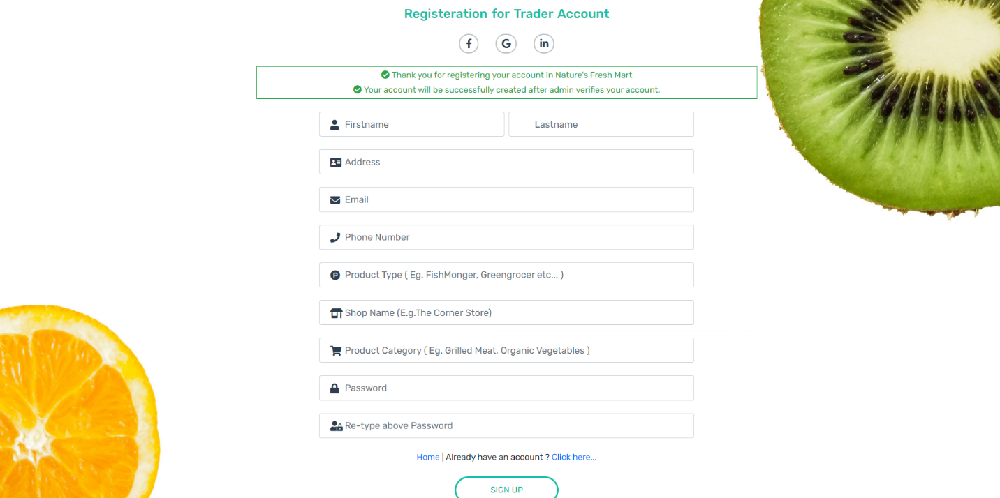 Registeration for Trader Account
Thank you for registering your account in Nature's Fresh Mart
Your account will be successfully created after admin verifies your account.
Firstname Lastname
Address
Email
Phone Number
Product Type ( Eg. FishMonger, Greengrocer etc... )
Shop Name (E.g.The Corner Store)
Product Category ( Eg. Grilled Meat, Organic Vegetables )
Password
Re-type above Password
Home | Already have an account ? Click here...
SIGN UP